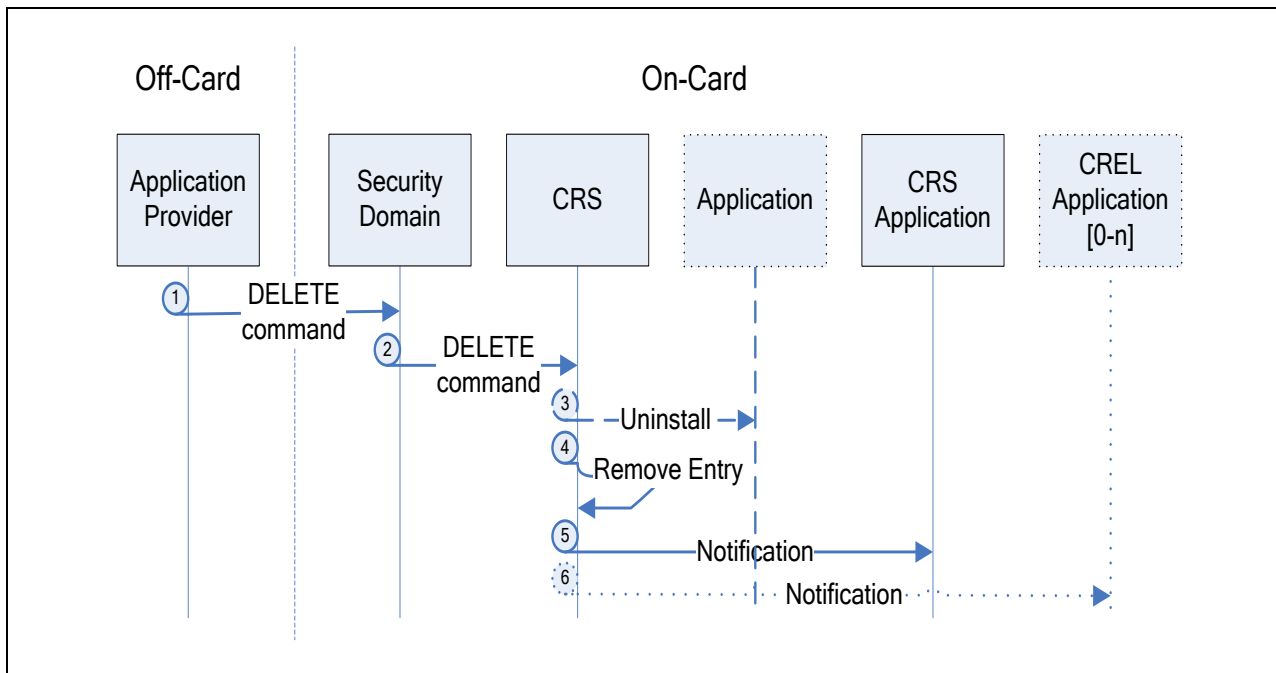 Off-Card
On-Card
Application
Provider
Security
Domain
CRS
Application
CRS
Application
CREL
Application
[0-n]
1
DELETE
command
2
DELETE
command
3
Uninstall
4
Remove Entry
5
Notification
6
Notification